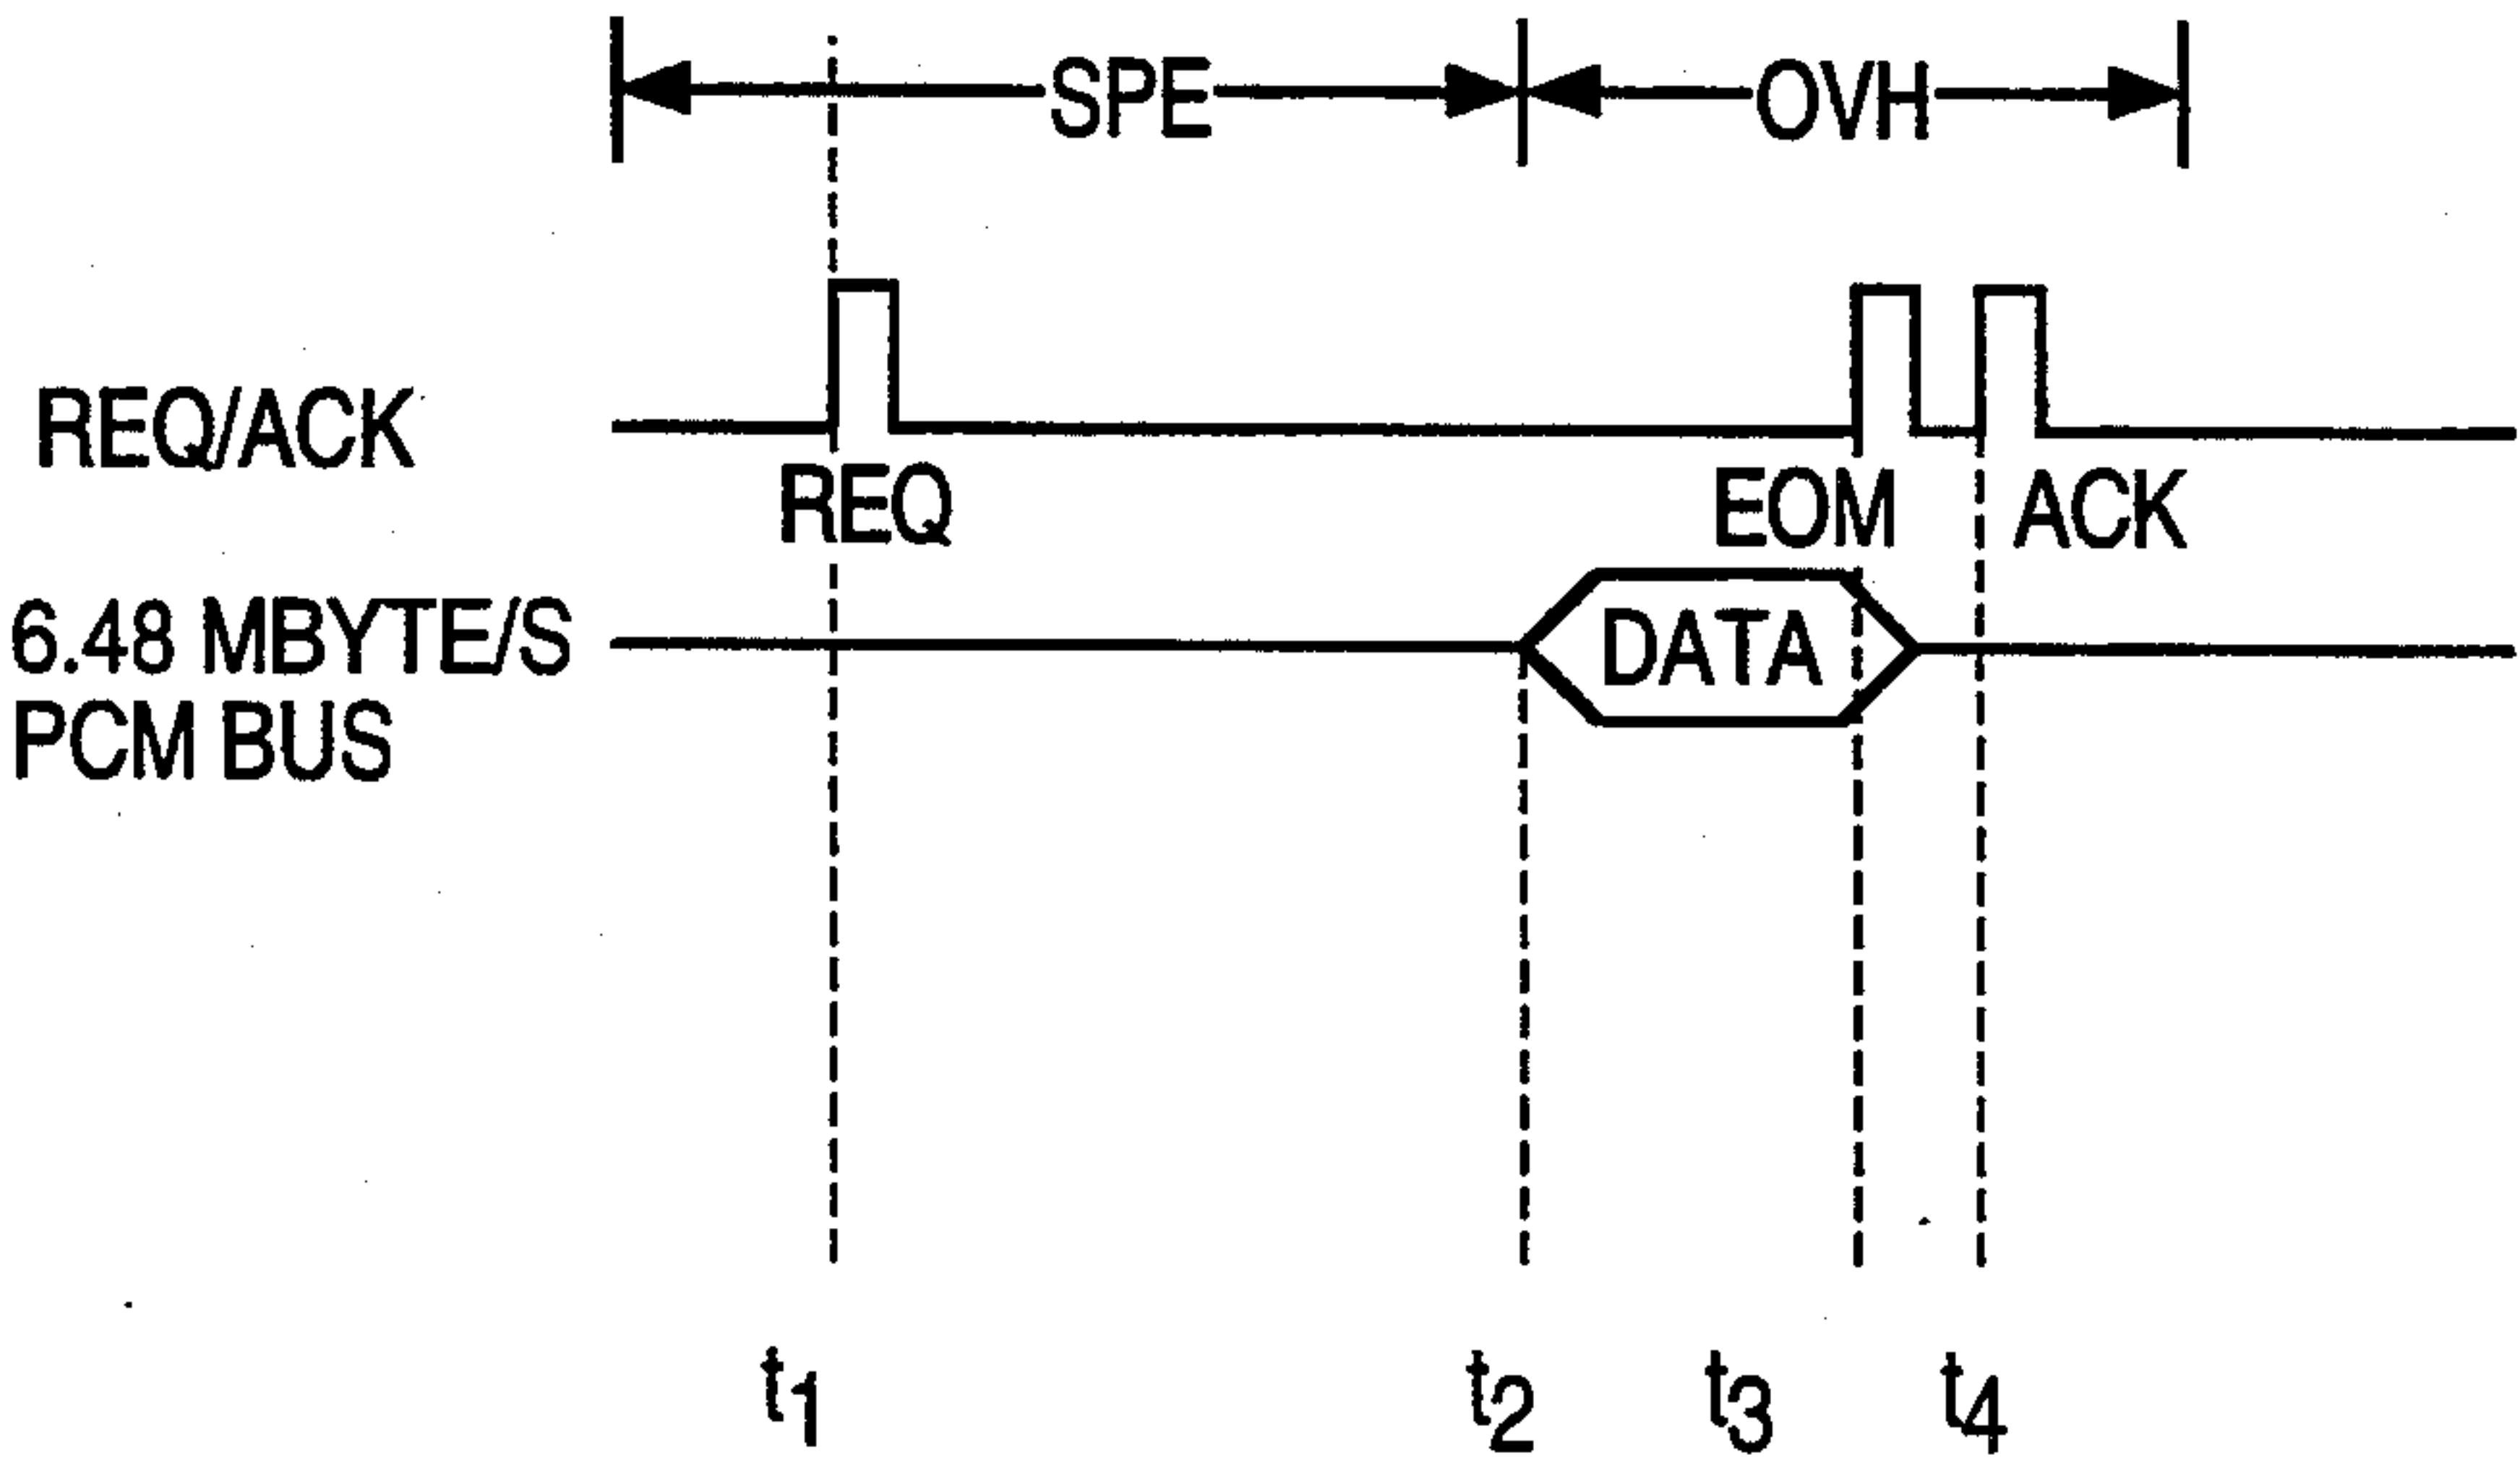 SPE OVH
REQ/ACK
REQ EOM ACK
6.48 MBYTE/S
PCM BUS
DATA
t1 t2 t3 t4